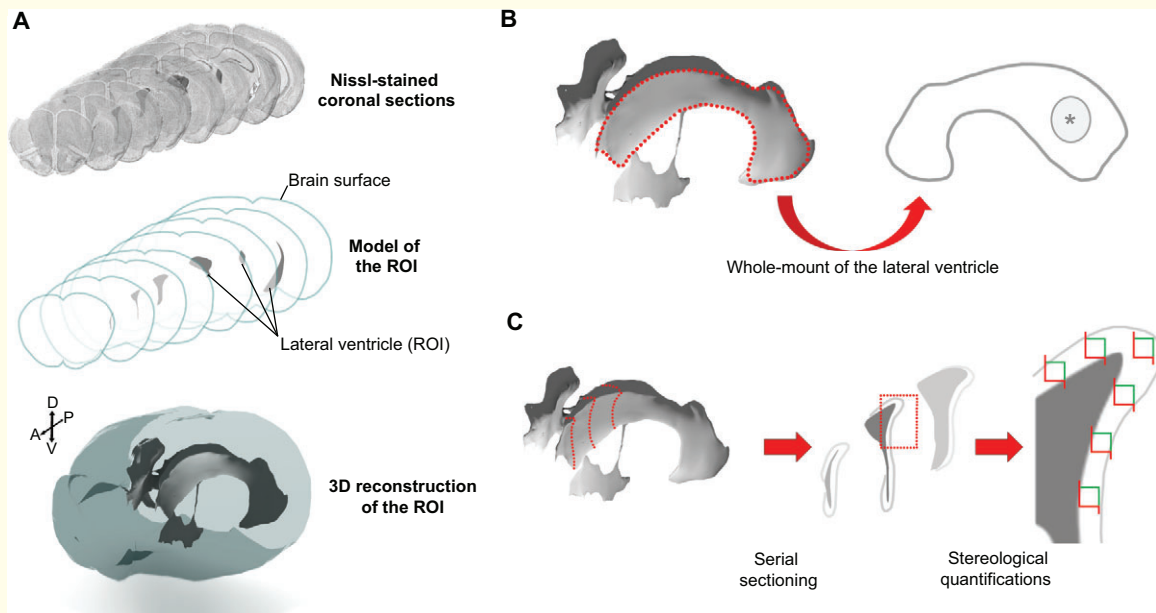 A
Nissl-stained
coronal sections
Brain surface
Model of
the ROI
Lateral ventricle (ROI)
D
P
A
V
3D reconstruction
of the ROI
B
*
Whole-mount of the lateral ventricle
C
Serial
sectioning
Stereological
quantifications